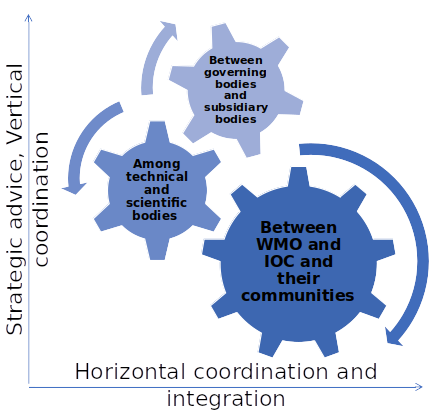 Between
governing
bodies
and
subsidiary
bodies
Among
technical
and
scientific
bodies
Between
WMO and
IOC and
their
communities
Strategic advice, Vertical
coordination
Horizontal coordination and
integration